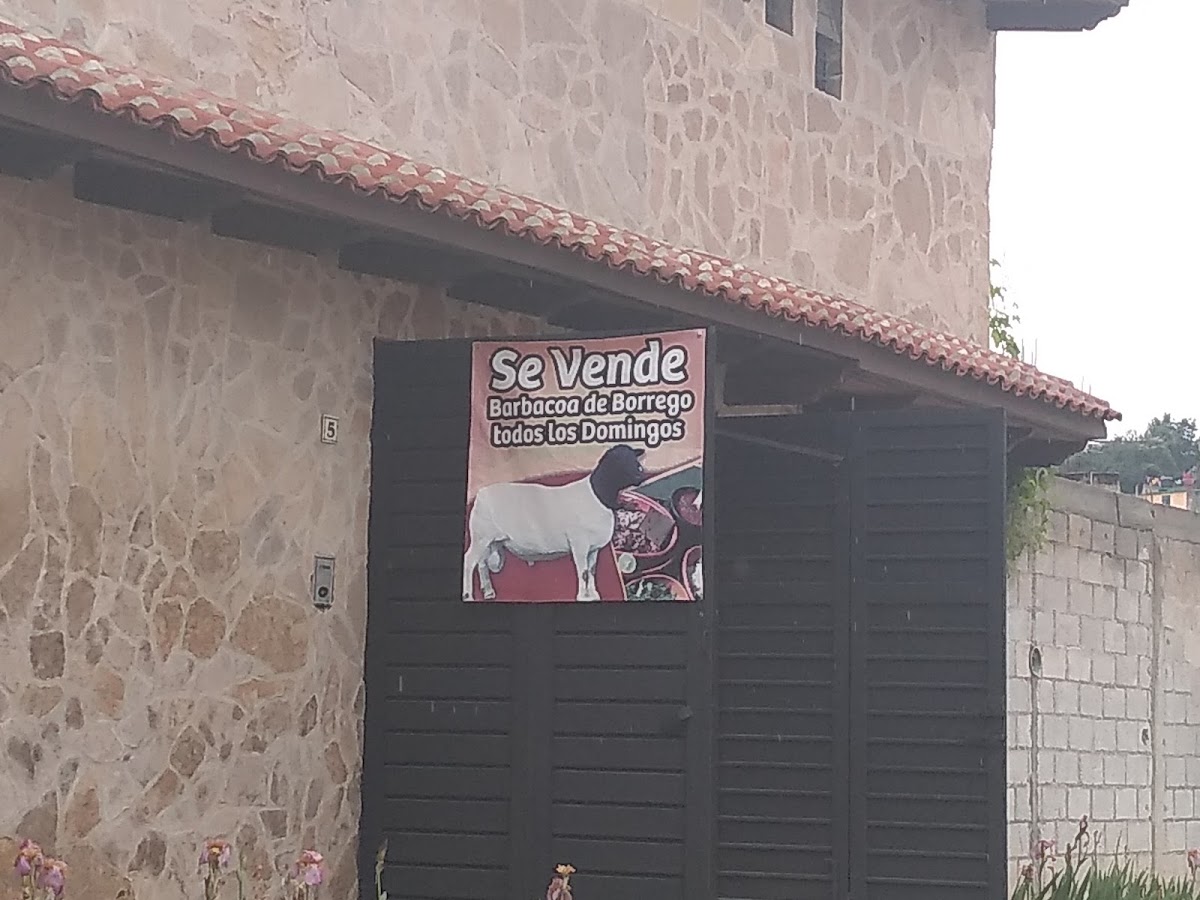 Se Vende
Barbacoa de Borrego
todos los Domingos
5